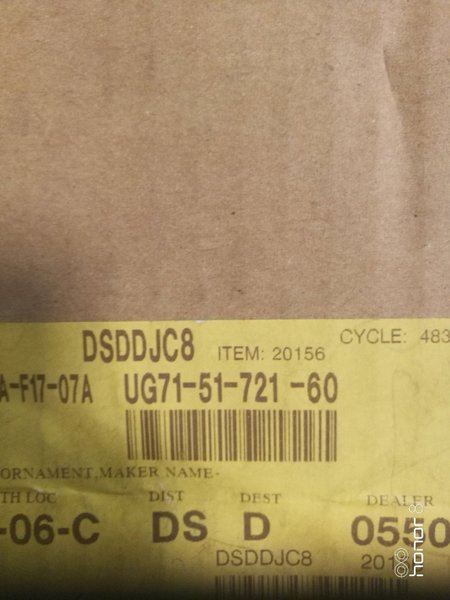 DSDDJC8 ITEM: 20156 CYCLE: 483
A-F17-07A UG71-51-721 -60
ORNAMENT,MAKER NAME-
TH LOC DIST DEST DEALER
-06-C DS D 0550
DSDDJC8 201
honor 8